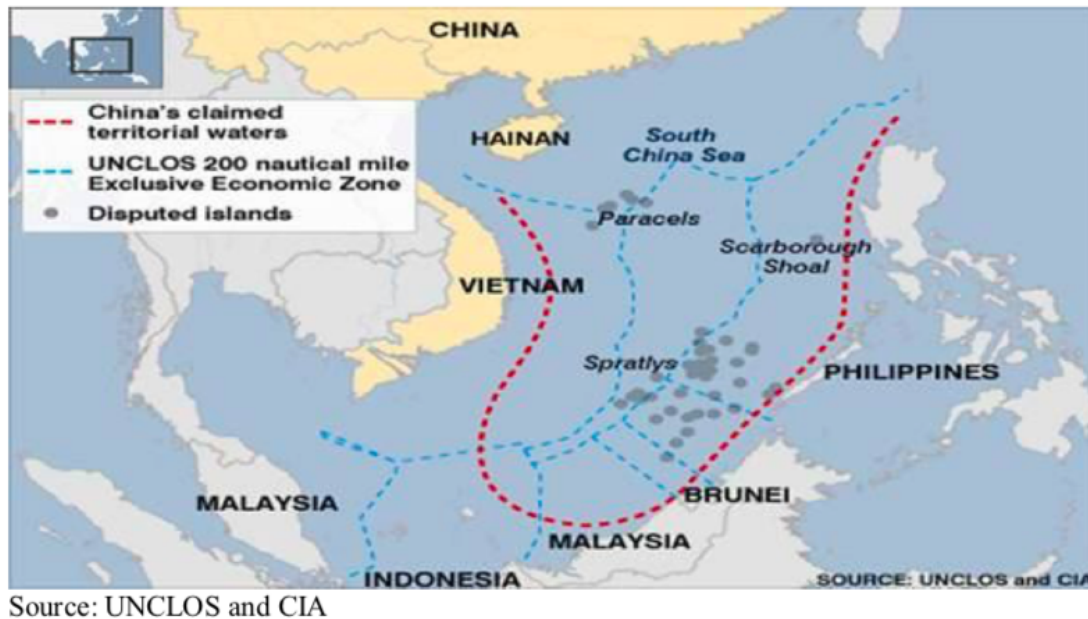 CHINA
China's claimed
territorial waters
UNCLOS 200 nautical mile
Exclusive Economic Zone
Disputed islands
HAINAN
South
China Sea
Paracels
Scarborough
Shoal
VIETNAM
Spratlys
PHILIPPINES
MALAYSIA
BRUNEI
MALAYSIA
INDONESIA
SOURCE: UNCLOS and CIA
Source: UNCLOS and CIA